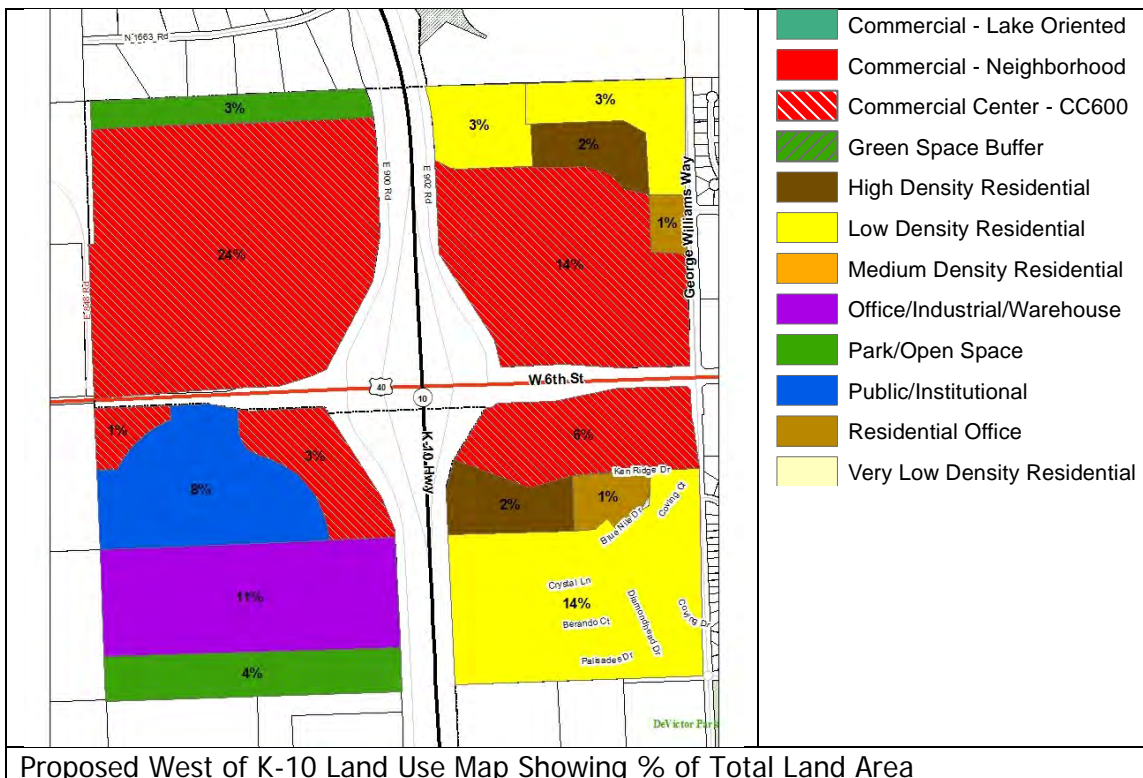 N 1663 Rd
3%
3%
3%
2%
E 900 Rd
E 902 Rd
George Williams Way
1%
24%
14%
E 848 Rd
W 6th St
40
10
1%
3%
6%
K-10 Hwy
Ken Ridge Dr
8%
2%
1%
Coving Ct
Blue Nile Dr
Crystal Ln
11%
14%
Berando Ct
Diamondhead Dr
Coving Dr
Palisades Dr
4%
DeVictor Park
Commercial - Lake Oriented
Commercial - Neighborhood
Commercial Center - CC600
Green Space Buffer
High Density Residential
Low Density Residential
Medium Density Residential
Office/Industrial/Warehouse
Park/Open Space
Public/Institutional
Residential Office
Very Low Density Residential
Proposed West of K-10 Land Use Map Showing % of Total Land Area